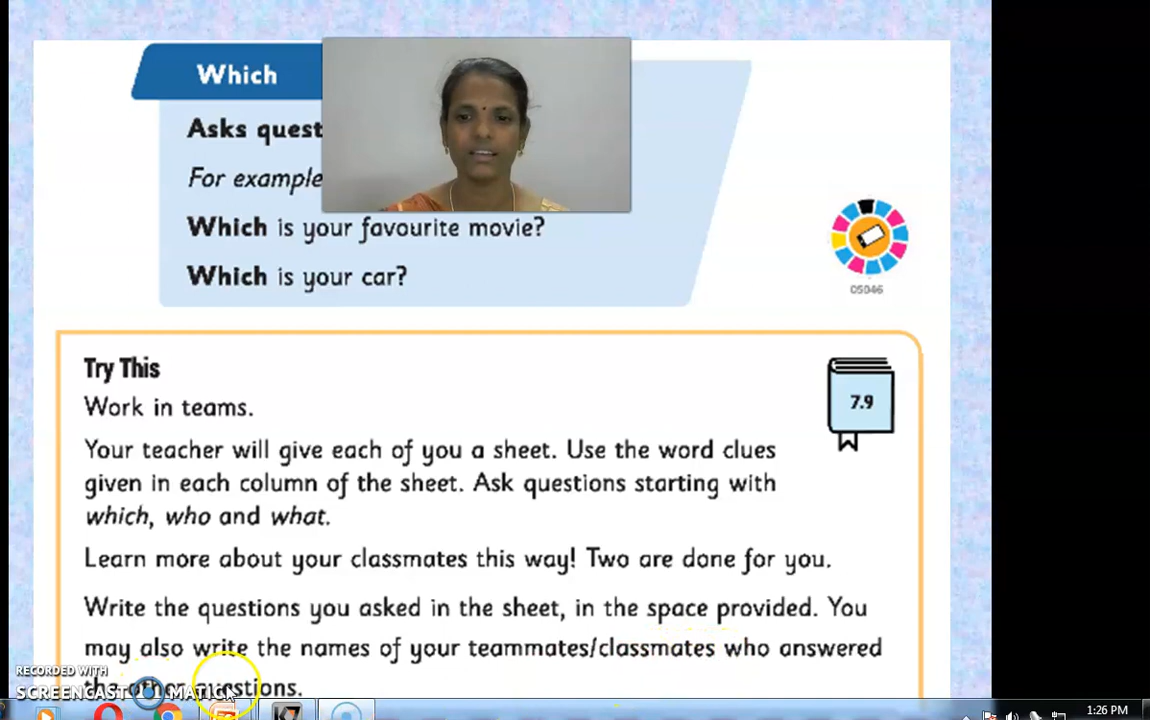 Which
Asks quest
For example
Which is your favourite movie?
Which is your car?
05046
Try This
Work in teams.
7.9
Your teacher will give each of you a sheet. Use the word clues
given in each column of the sheet. Ask questions starting with
which, who and what.
Learn more about your classmates this way! Two are done for you.
Write the questions you asked in the sheet, in the space provided. You
may also write the names of your teammates/classmates who answered
the other questions.
RECORDED WITH
SCREENCAST MATIC
1:26 PM